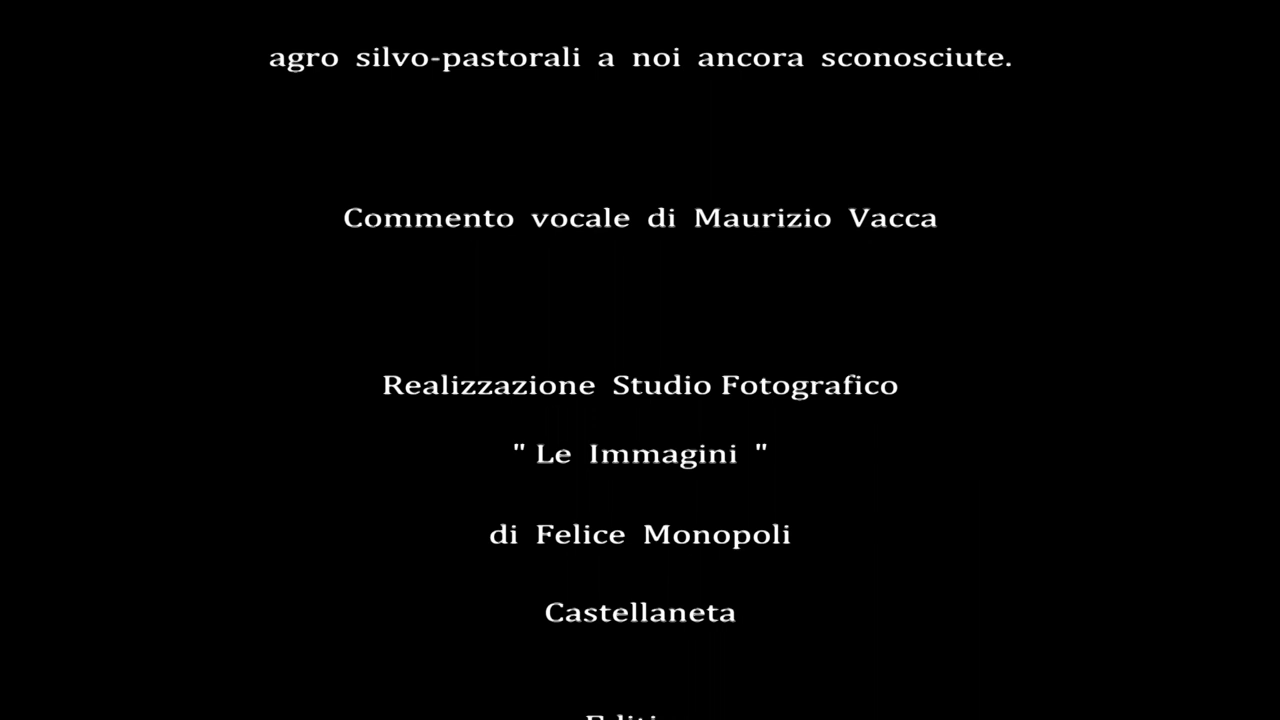 agro silvo-pastorali a noi ancora sconosciute.
Commento vocale di Maurizio Vacca
Realizzazione Studio Fotografico
" Le Immagini "
di Felice Monopoli
Castellaneta